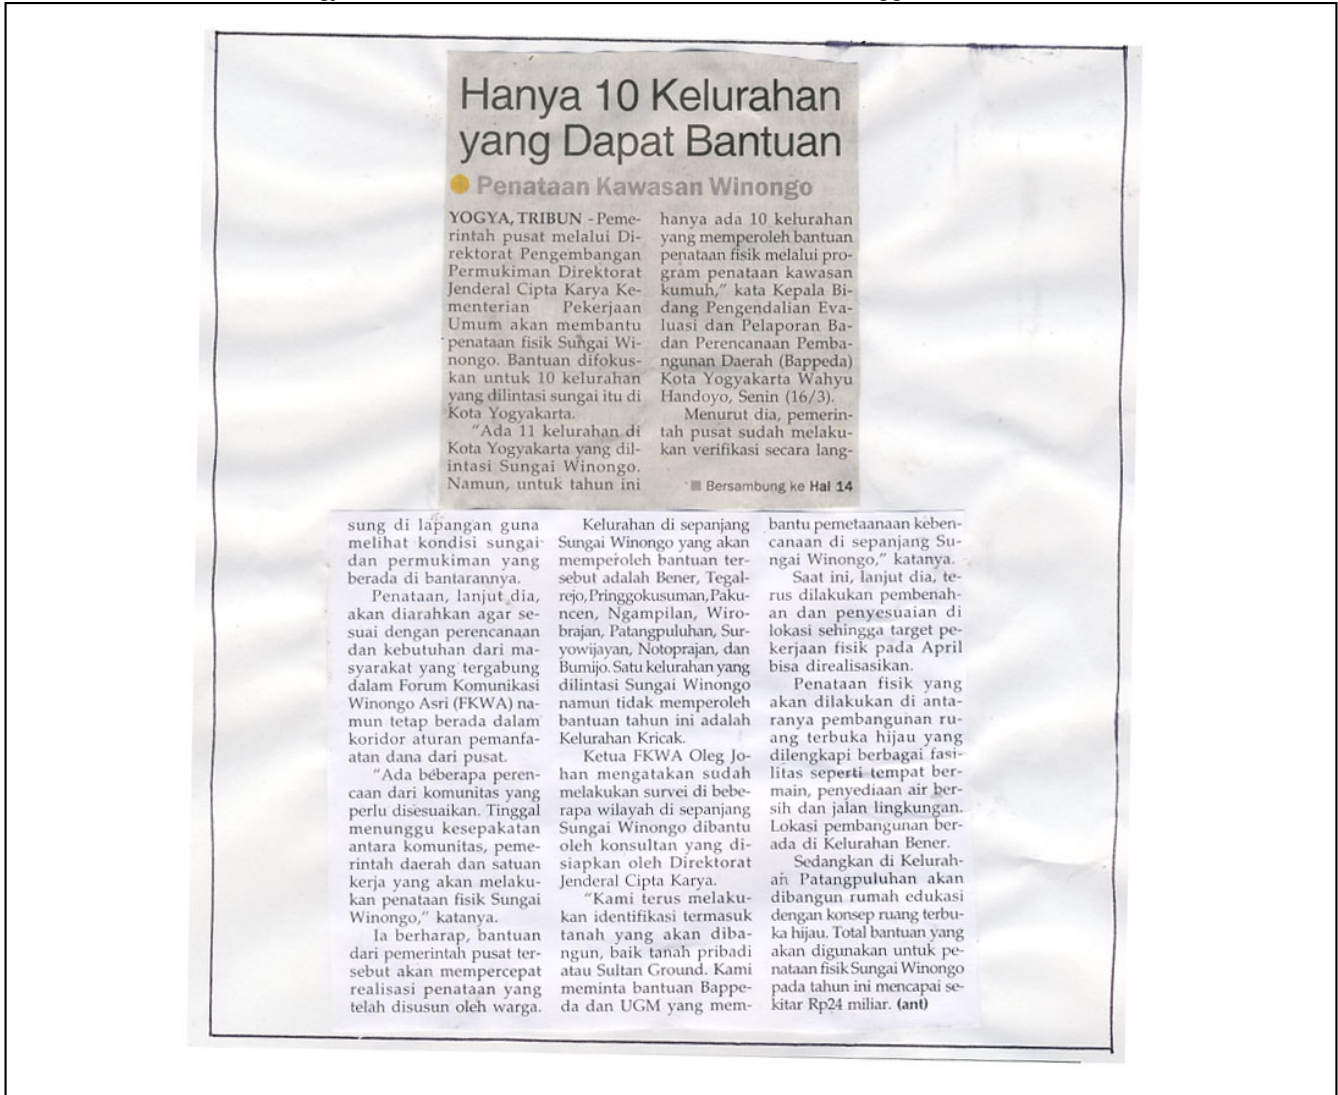 Hanya 10 Kelurahan
yang Dapat Bantuan
Penataan Kawasan Winongo
YOGYA, TRIBUN - Peme-
rintah pusat melalui Di-
rektorat Pengembangan
Permukiman Direktorat
Jenderal Cipta Karya Ke-
menterian Pekerjaan
Umum akan membantu
penataan fisik Sungai Wi-
nongo. Bantuan difokus-
kan untuk 10 kelurahan
yang dilintasi sungai itu di
Kota Yogyakarta.
"Ada 11 kelurahan di
Kota Yogyakarta yang dil-
intasi Sungai Winongo.
Namun, untuk tahun ini
hanya ada 10 kelurahan
yang memperoleh bantuan
penataan fisik melalui pro-
gram penataan kawasan
kumuh," kata Kepala Bi-
dang Pengendalian Eva-
luasi dan Pelaporan Ba-
dan Perencanaan Pemba-
ngunan Daerah (Bappeda)
Kota Yogyakarta Wahyu
Handoyo, Senin (16/3).
Menurut dia, pemerin-
tah pusat sudah melaku-
kan verifikasi secara lang-
Bersambung ke Hal 14
sung di lapangan guna
melihat kondisi sungai
dan permukiman yang
berada di bantarannya.
Penataan, lanjut dia,
akan diarahkan agar se-
suai dengan perencanaan
dan kebutuhan dari ma-
syarakat yang tergabung
dalam Forum Komunikasi
Winongo Asri (FKWA) na-
mun tetap berada dalam
koridor aturan pemanfa-
atan dana dari pusat.
"Ada beberapa peren-
caan dari komunitas yang
perlu disesuaikan. Tinggal
menunggu kesepakatan
antara komunitas, peme-
rintah daerah dan satuan
kerja yang akan melaku-
kan penataan fisik Sungai
Winongo," katanya.
Ia berharap, bantuan
dari pemerintah pusat ter-
sebut akan mempercepat
realisasi penataan yang
telah disusun oleh warga.
Kelurahan di sepanjang
Sungai Winongo yang akan
memperoleh bantuan ter-
sebut adalah Bener, Tegal-
rejo, Pringgokusuman, Paku-
ncen, Ngampilan, Wiro-
brajan, Patangpuluhan, Sur-
yowijayan, Notoprajan, dan
Bumijo. Satu kelurahan yang
dilintasi Sungai Winongo
namun tidak memperoleh
bantuan tahun ini adalah
Kelurahan Kricak.
Ketua FKWA Oleg Jo-
han mengatakan sudah
melakukan survei di bebe-
rapa wilayah di sepanjang
Sungai Winongo dibantu
oleh konsultan yang di-
siapkan oleh Direktorat
Jenderal Cipta Karya.
"Kami terus melaku-
kan identifikasi termasuk
tanah yang akan diba-
ngun, baik tanah pribadi
atau Sultan Ground. Kami
meminta bantuan Bappe-
da dan UGM yang mem-
bantu pemetaanaan keben-
canaan di sepanjang Su-
ngai Winongo," katanya.
Saat ini, lanjut dia, te-
rus dilakukan pembenah-
an dan penyesuaian di
lokasi sehingga target pe-
kerjaan fisik pada April
bisa direalisasikan.
Penataan fisik yang
akan dilakukan di anta-
ranya pembangunan ru-
ang terbuka hijau yang
dilengkapi berbagai fasi-
litas seperti tempat ber-
main, penyediaan air ber-
sih dan jalan lingkungan.
Lokasi pembangunan ber-
ada di Kelurahan Bener.
Sedangkan di Kelurah-
an Patangpuluhan akan
dibangun rumah edukasi
dengan konsep ruang terbu-
ka hijau. Total bantuan yang
akan digunakan untuk pe-
nataan fisik Sungai Winongo
pada tahun ini mencapai se-
kitar Rp24 miliar. (ant)